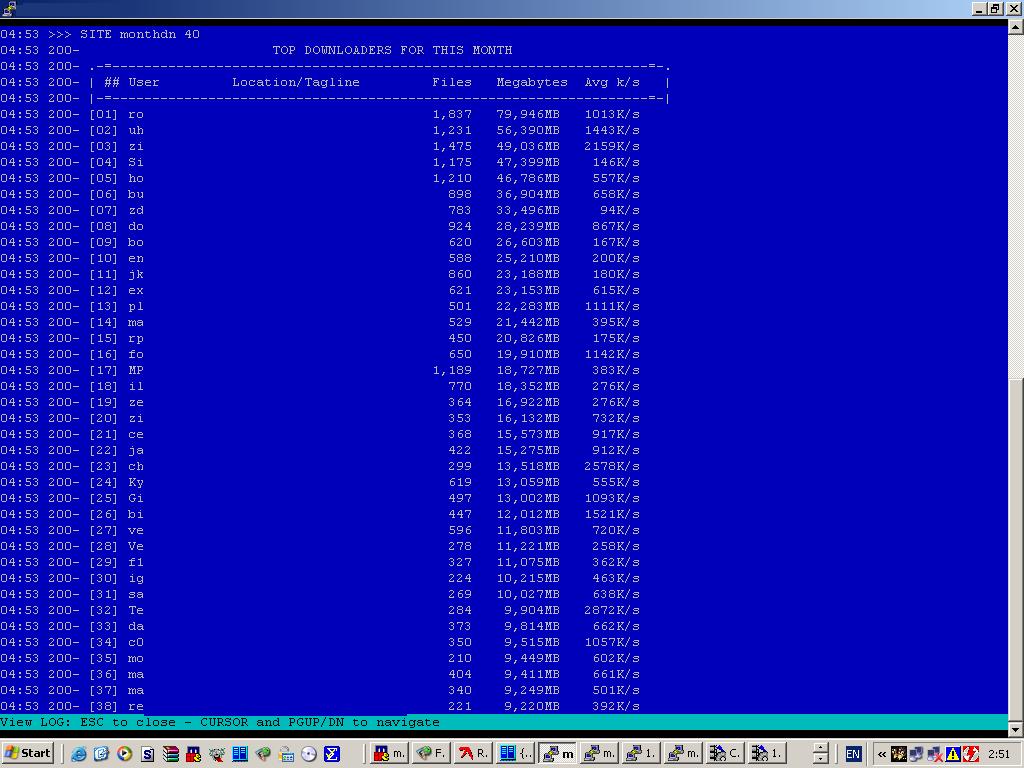 04:53 >>> SITE monthdn 40
04:53 200- TOP DOWNLOADERS FOR THIS MONTH
04:53 200- .-=---------------------------------------------------------------------=-.
04:53 200- | ## User Location/Tagline Files Megabytes Avg k/s |
04:53 200- |-=---------------------------------------------------------------------=-|
04:53 200- [01] ro 1,837 79,946MB 1013K/s
04:53 200- [02] uh 1,231 56,390MB 1443K/s
04:53 200- [03] zi 1,475 49,036MB 2159K/s
04:53 200- [04] Si 1,175 47,399MB 146K/s
04:53 200- [05] ho 1,210 46,786MB 557K/s
04:53 200- [06] bu 898 36,904MB 658K/s
04:53 200- [07] zd 783 33,496MB 94K/s
04:53 200- [08] do 924 28,239MB 867K/s
04:53 200- [09] bo 620 26,603MB 167K/s
04:53 200- [10] en 588 25,210MB 200K/s
04:53 200- [11] jk 860 23,188MB 180K/s
04:53 200- [12] ex 621 23,153MB 615K/s
04:53 200- [13] pl 501 22,283MB 1111K/s
04:53 200- [14] ma 529 21,442MB 395K/s
04:53 200- [15] rp 450 20,826MB 175K/s
04:53 200- [16] fo 650 19,910MB 1142K/s
04:53 200- [17] MP 1,189 18,727MB 383K/s
04:53 200- [18] il 770 18,352MB 276K/s
04:53 200- [19] ze 364 16,922MB 276K/s
04:53 200- [20] zi 353 16,132MB 732K/s
04:53 200- [21] ce 368 15,573MB 917K/s
04:53 200- [22] ja 422 15,275MB 912K/s
04:53 200- [23] ch 299 13,518MB 2578K/s
04:53 200- [24] Ky 619 13,059MB 555K/s
04:53 200- [25] Gi 497 13,002MB 1093K/s
04:53 200- [26] bi 447 12,012MB 1521K/s
04:53 200- [27] ve 596 11,803MB 720K/s
04:53 200- [28] Ve 278 11,221MB 258K/s
04:53 200- [29] f1 327 11,075MB 362K/s
04:53 200- [30] ig 224 10,215MB 463K/s
04:53 200- [31] sa 269 10,027MB 638K/s
04:53 200- [32] Te 284 9,904MB 2872K/s
04:53 200- [33] da 373 9,814MB 662K/s
04:53 200- [34] c0 350 9,515MB 1057K/s
04:53 200- [35] mo 210 9,449MB 602K/s
04:53 200- [36] ma 404 9,411MB 661K/s
04:53 200- [37] ma 340 9,249MB 501K/s
04:53 200- [38] re 221 9,220MB 392K/s
View LOG: ESC to close - CURSOR and PGUP/DN to navigate
Start m. F. R. {.. m m. 1. m. C. 1. EN « 2:51